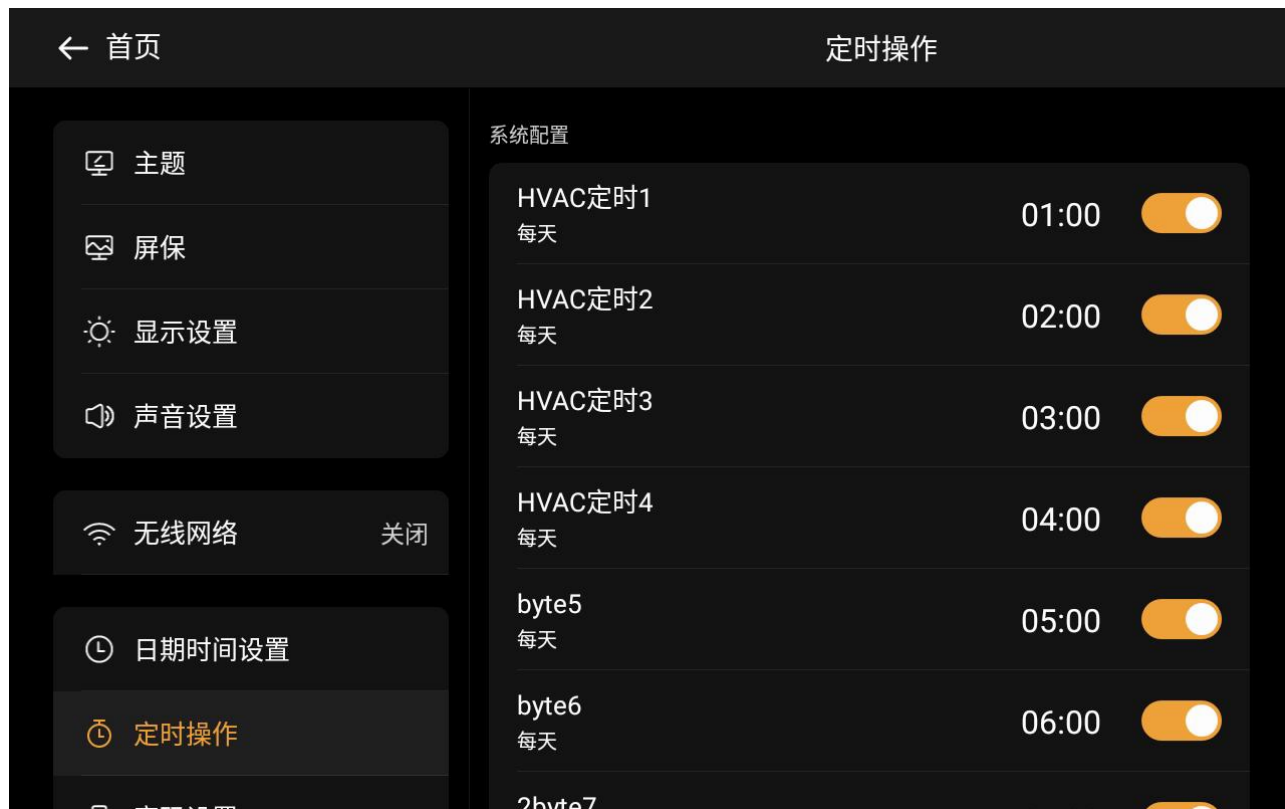 首页
定时操作
主题
屏保
显示设置
声音设置
无线网络 关闭
日期时间设置
定时操作
系统配置
HVAC定时1
每天
01:00
HVAC定时2
每天
02:00
HVAC定时3
每天
03:00
HVAC定时4
每天
04:00
byte5
每天
05:00
byte6
每天
06:00
2byte7